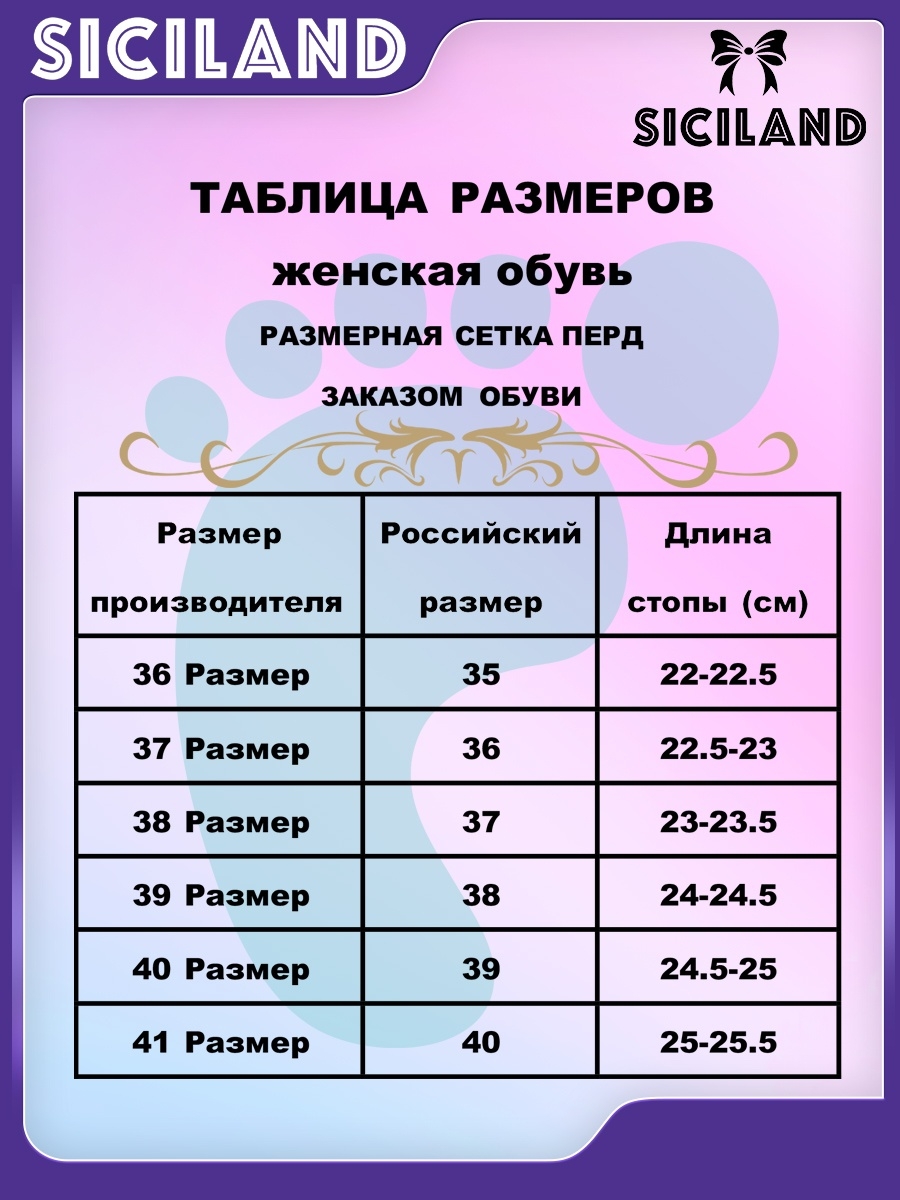 SICILAND
SICILAND
ТАБЛИЦА РАЗМЕРОВ
женская обувь
РАЗМЕРНАЯ СЕТКА ПЕРД
ЗАКАЗОМ ОБУВИ
Размер производителя Российский размер Длина стопы (см)
36 Размер 35 22-22.5
37 Размер 36 22.5-23
38 Размер 37 23-23.5
39 Размер 38 24-24.5
40 Размер 39 24.5-25
41 Размер 40 25-25.5